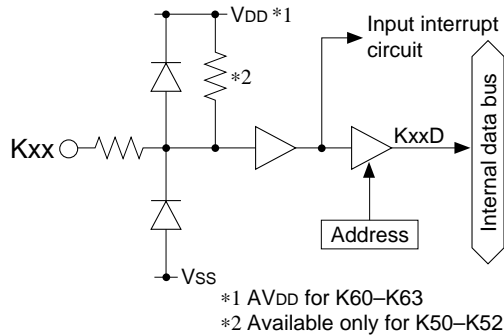 VDD *1
Input interrupt
circuit
*2
Kxx
KxxD
Internal data bus
Address
VSS
*1 AVDD for K60–K63
*2 Available only for K50–K52